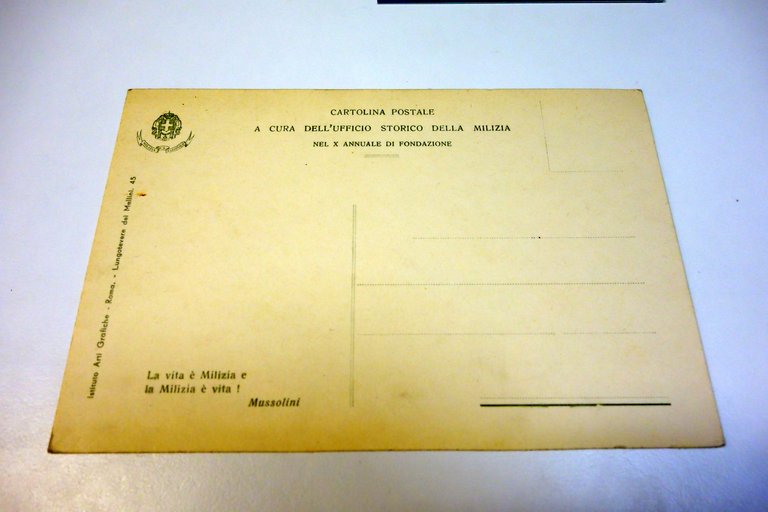 CARTOLINA POSTALE
A CURA DELL'UFFICIO STORICO DELLA MILIZIA
NEL X ANNUALE DI FONDAZIONE
Istituto Arti Grafiche - Roma. - Lungotevere dei Mellini, 45
La vita è Milizia e
la Milizia è vita !
Mussolini